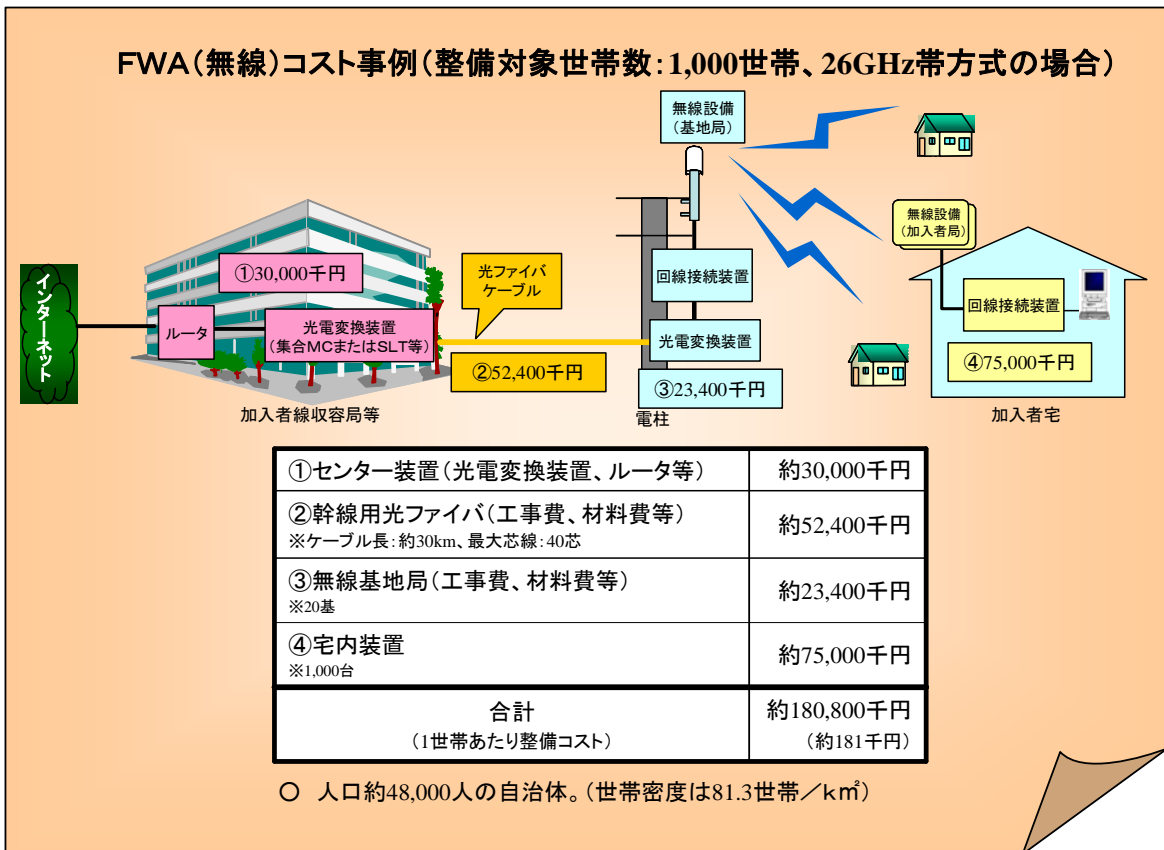 FWA(無線)コスト事例(整備対象世帯数:1,000世帯、26GHz帯方式の場合)
無線設備
(基地局)
無線設備
(加入者局)
インターネット
①30,000千円
光ファイバ
ケーブル
回線接続装置
回線接続装置
ルータ
光電変換装置
(集合MCまたはSLT等)
光電変換装置
②52,400千円
③23,400千円
④75,000千円
加入者線収容局等
電柱
加入者宅
①センター装置(光電変換装置、ルータ等)
約30,000千円
②幹線用光ファイバ(工事費、材料費等)
※ケーブル長:約30km、最大芯線:40芯
約52,400千円
③無線基地局(工事費、材料費等)
※20基
約23,400千円
④宅内装置
※1,000台
約75,000千円
合計
(1世帯あたり整備コスト)
約180,800千円
(約181千円)
○ 人口約48,000人の自治体。(世帯密度は81.3世帯/k㎡)